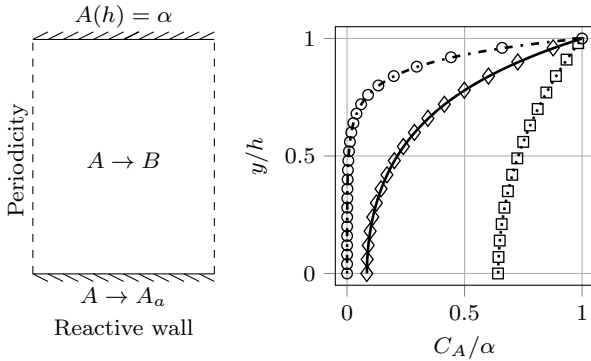 A(h) = α
Periodicity
A → B
A → A_a
Reactive wall
y/h
1
0.5
0
0
0.5
1
C_A/α